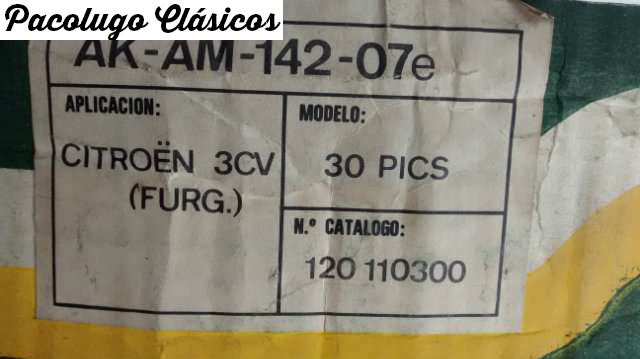 Pacolugo Clásicos
AK-AM-142-07e
APLICACION:
CITROËN 3CV
(FURG.)
MODELO:
30 PICS
N.º CATALOGO:
120 110300